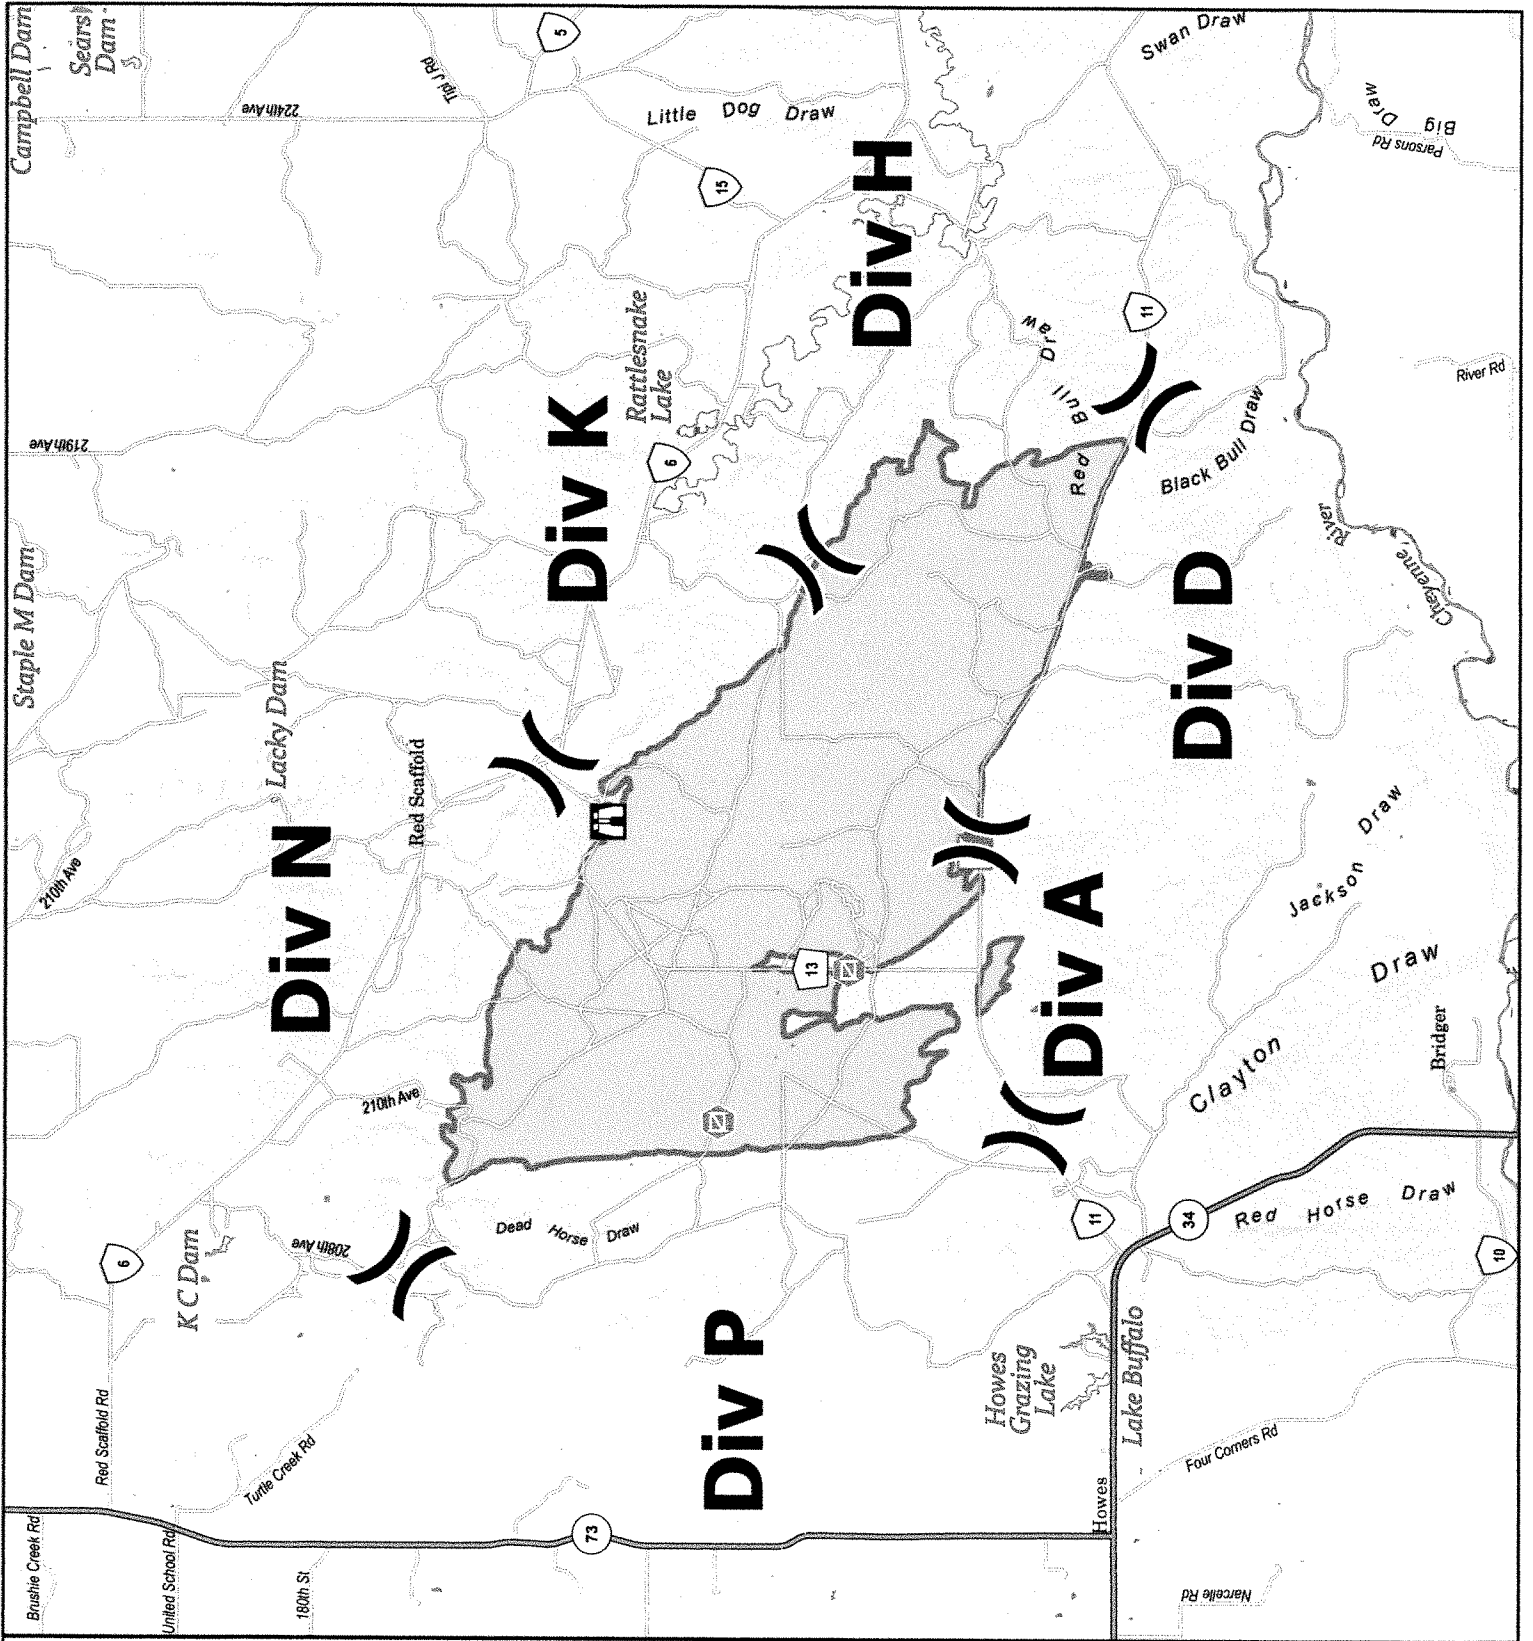 Campbell Dam
Sears
Dam
224th Ave
Tipi J Rd
5
Swan Draw
Little Dog Draw
15
Big
Draw
Parsons Rd
Div H
219th Ave
Rattlesnake
Lake
6
Div K
Red Bull Draw
11
River Rd
Black Bull Draw
Cheyenne River
Staple M Dam
Lacky Dam
Red Scaffold
Div D
210th Ave
Div N
13
Div A
Jackson Draw
Clayton Draw
Bridger
210th Ave
K C Dam
208th Ave
6
Dead Horse Draw
11
34
Red Horse Draw
10
Div P
Howes
Grazing
Lake
Lake Buffalo
Red Scaffold Rd
Turtle Creek Rd
Four Corners Rd
Howes
73
Brushie Creek Rd
United School Rd
180th St
Narcelle Rd